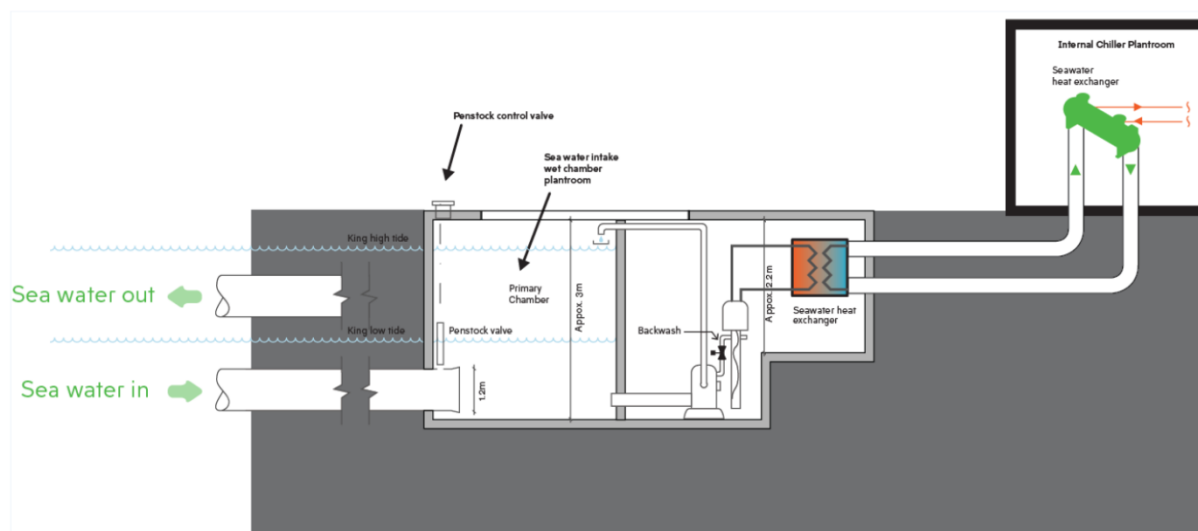 Internal Chiller Plantroom
Seawater
heat exchanger
Penstock control valve
Sea water intake
wet chamber
plantroom
King high tide
Sea water out
Primary
Chamber
Appox. 3m
Appox. 2.2m
Seawater heat
exchanger
King low tide
Penstock valve
Backwash
Sea water in
1.2m